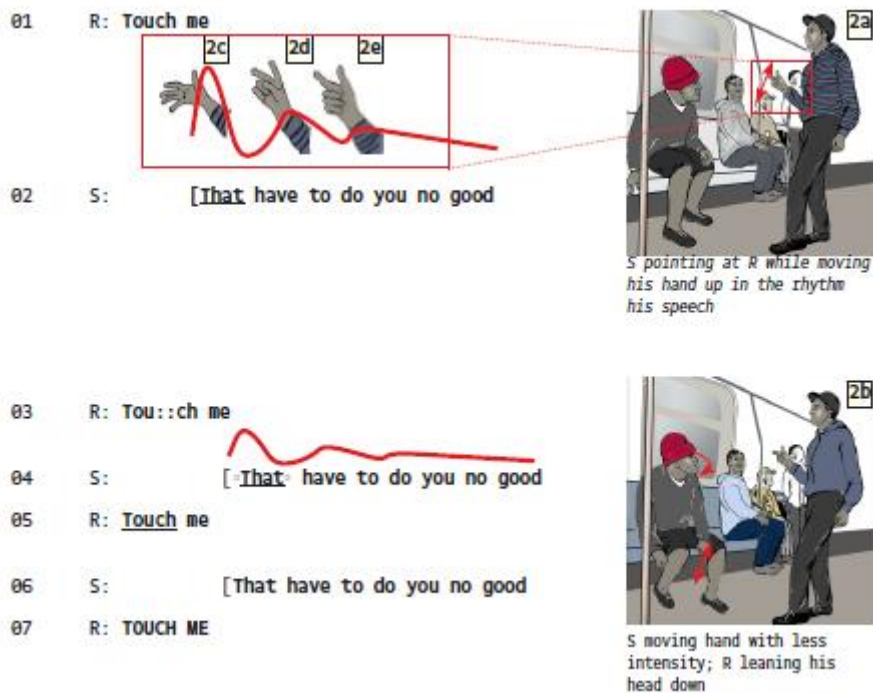 01 R: Touch me
2a
2c 2d 2e
02 S: [That have to do you no good
S pointing at R while moving
his hand up in the rhythm
his speech
2b
03 R: Tou::ch me
04 S: [◦That◦ have to do you no good
05 R: Touch me
06 S: [That have to do you no good
07 R: TOUCH ME
S moving hand with less
intensity; R leaning his
head down